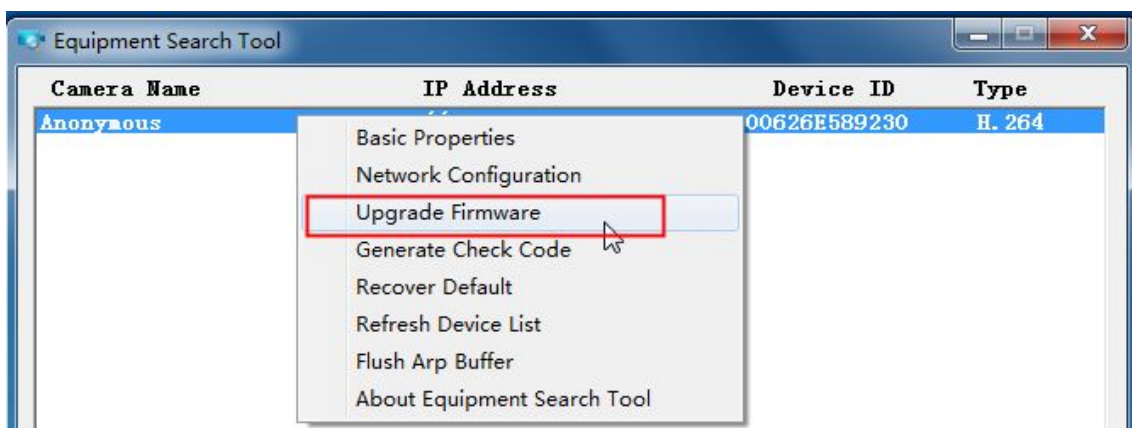 Equipment Search Tool
Camera Name IP Address Device ID Type
Anonymous 00626E589230 H.264
Basic Properties
Network Configuration
Upgrade Firmware
Generate Check Code
Recover Default
Refresh Device List
Flush Arp Buffer
About Equipment Search Tool